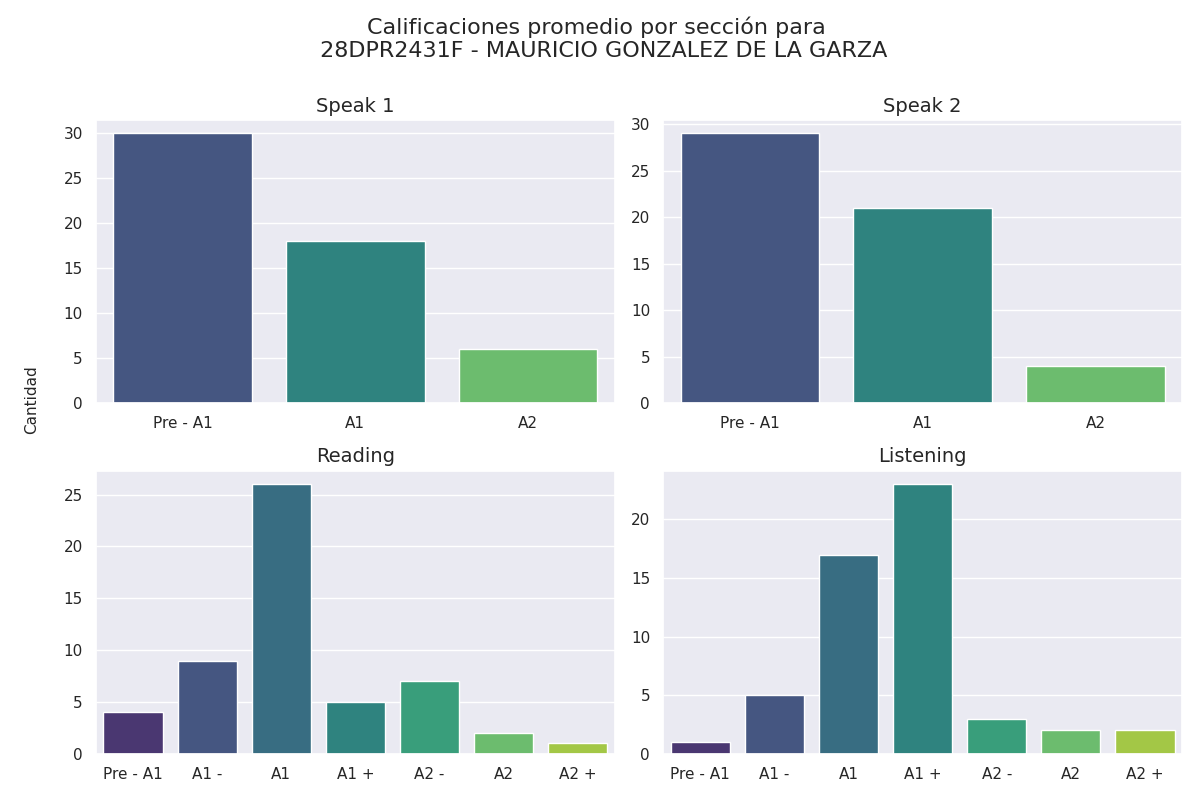 Calificaciones promedio por sección para
28DPR2431F - MAURICIO GONZALEZ DE LA GARZA
Speak 1
30
25
20
15
10
5
0
Pre - A1 A1 A2
Speak 2
30
25
20
15
10
5
0
Pre - A1 A1 A2
Cantidad
Reading
25
20
15
10
5
0
Pre - A1 A1 - A1 A1 + A2 - A2 A2 +
Listening
20
15
10
5
0
Pre - A1 A1 - A1 A1 + A2 - A2 A2 +